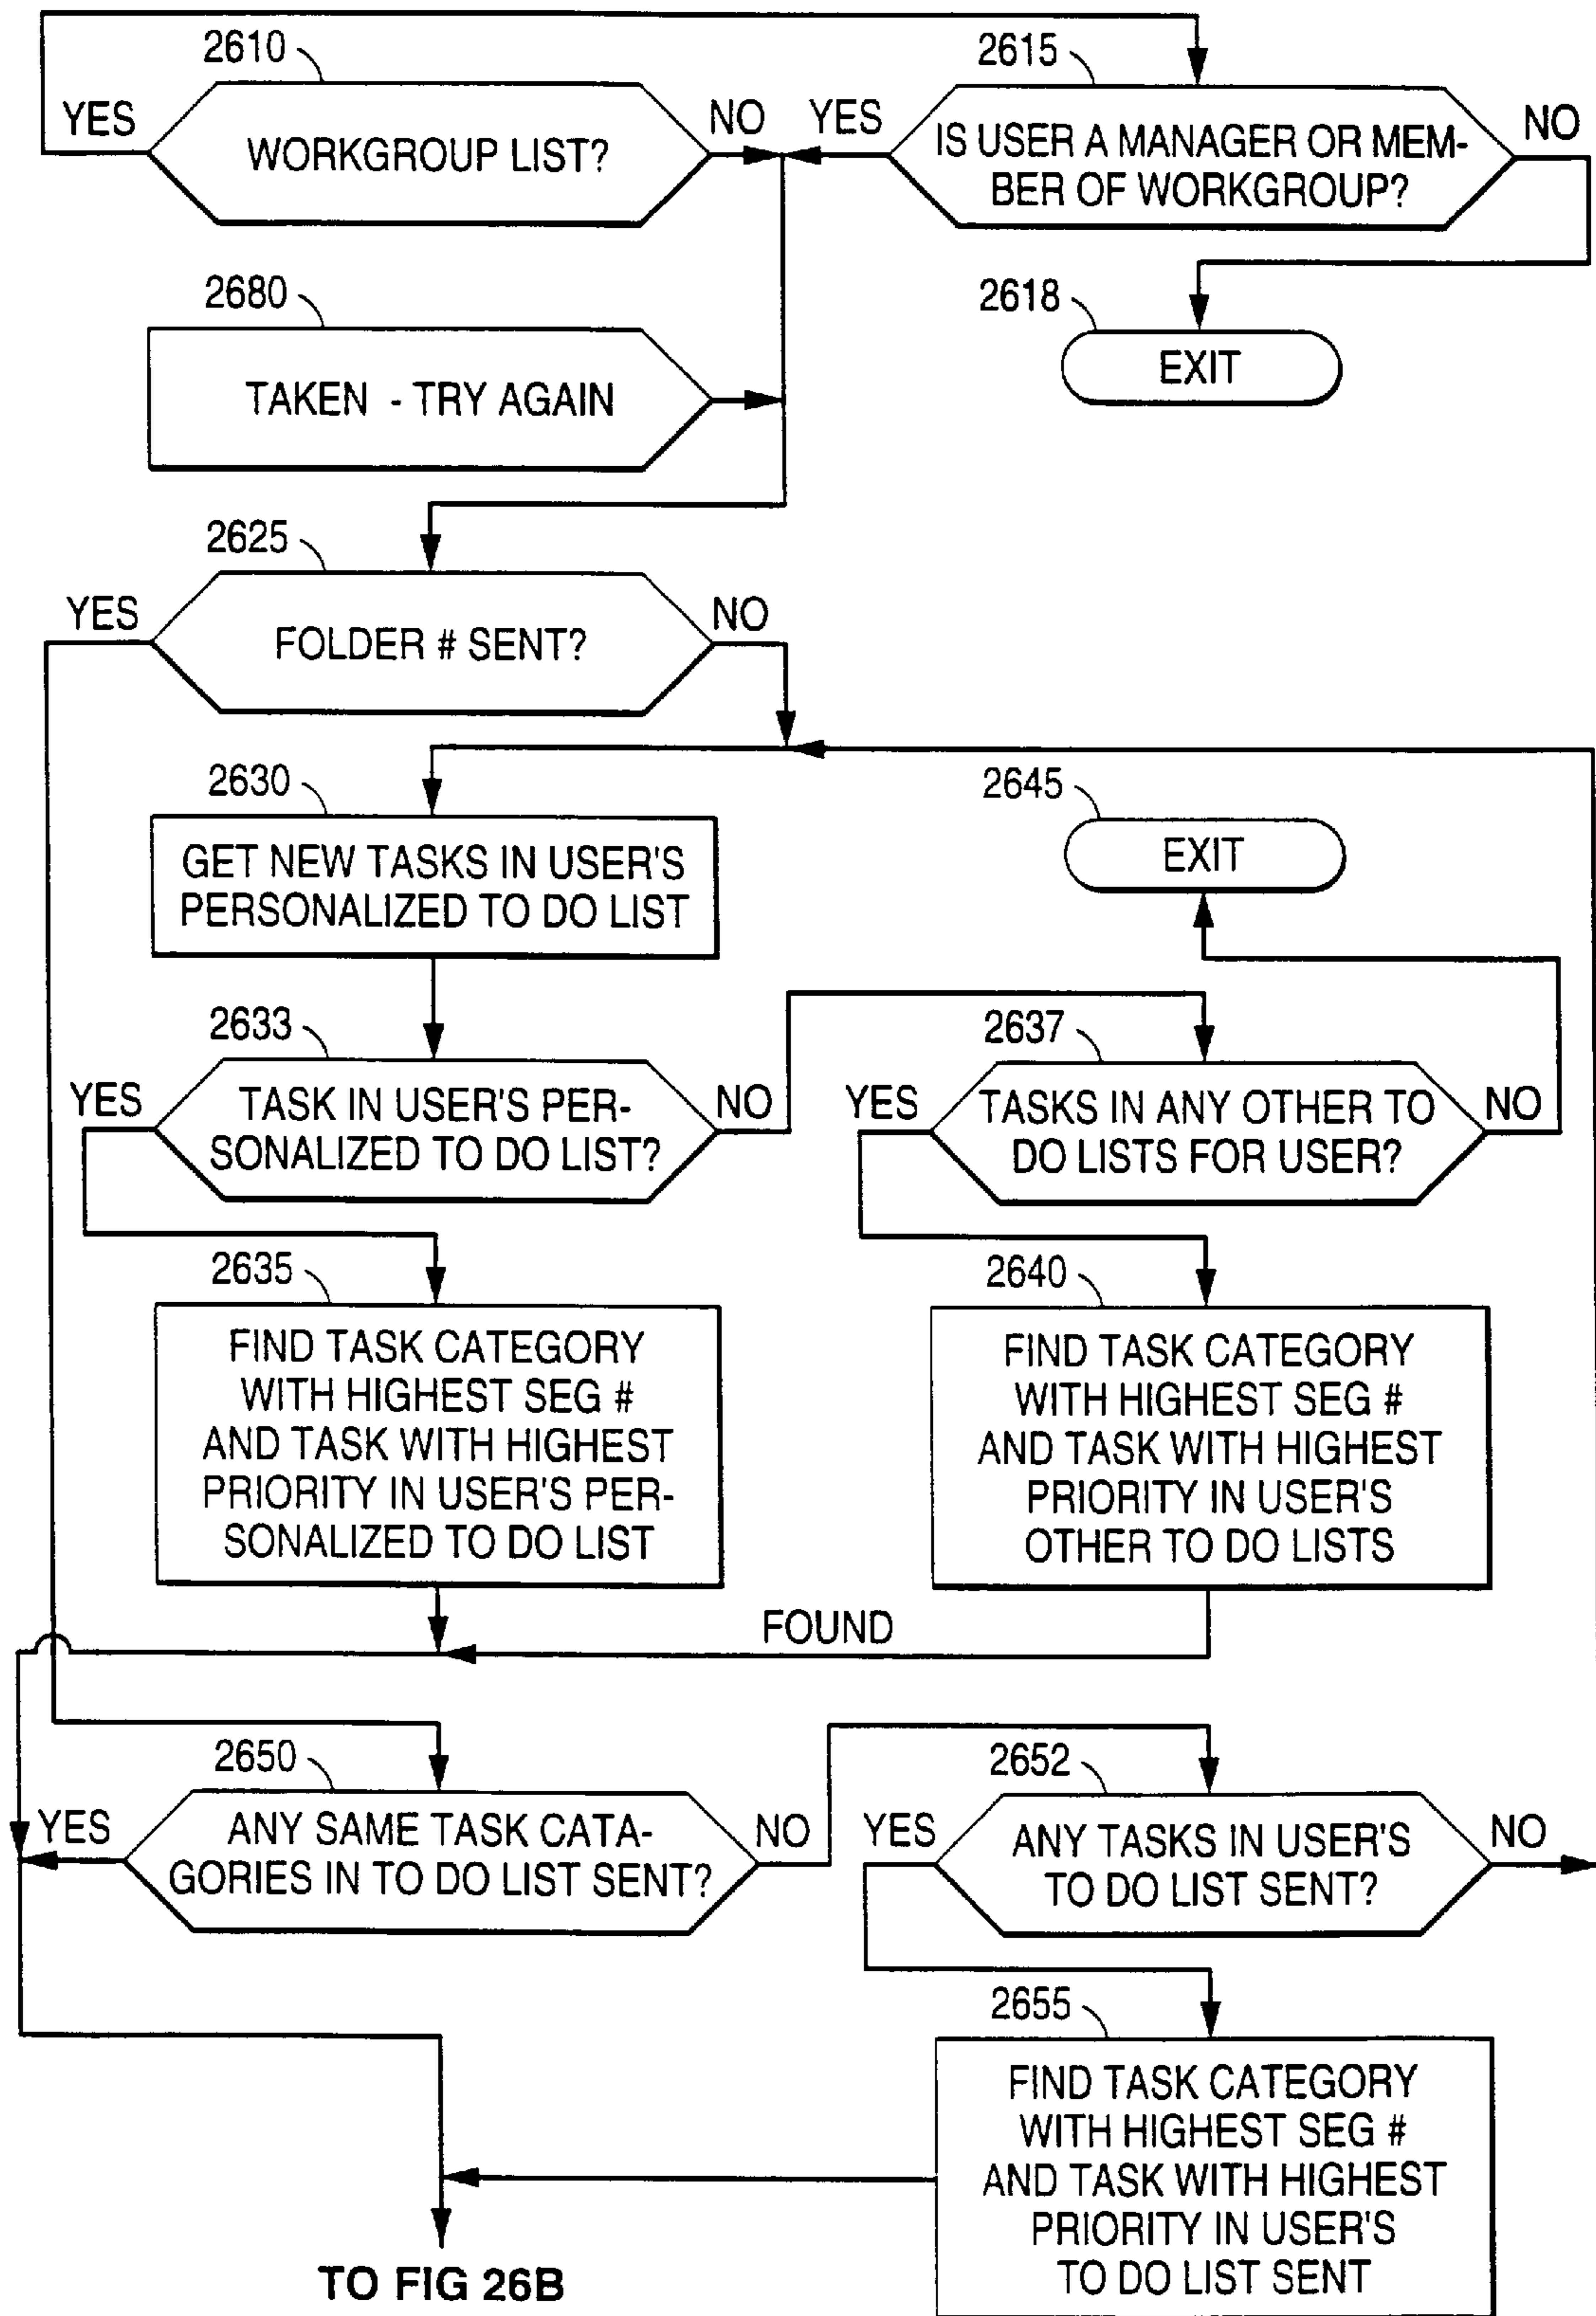 2610
2615
YES
WORKGROUP LIST?
NO
YES
IS USER A MANAGER OR MEM-
BER OF WORKGROUP?
NO
2680
TAKEN - TRY AGAIN
2618
EXIT
2625
YES
FOLDER # SENT?
NO
2630
GET NEW TASKS IN USER'S
PERSONALIZED TO DO LIST
2645
EXIT
2633
YES
TASK IN USER'S PER-
SONALIZED TO DO LIST?
NO
2637
YES
TASKS IN ANY OTHER TO
DO LISTS FOR USER?
NO
2635
FIND TASK CATEGORY
WITH HIGHEST SEG #
AND TASK WITH HIGHEST
PRIORITY IN USER'S PER-
SONALIZED TO DO LIST
2640
FIND TASK CATEGORY
WITH HIGHEST SEG #
AND TASK WITH HIGHEST
PRIORITY IN USER'S
OTHER TO DO LISTS
FOUND
2650
YES
ANY SAME TASK CATA-
GORIES IN TO DO LIST SENT?
NO
2652
YES
ANY TASKS IN USER'S
TO DO LIST SENT?
NO
2655
FIND TASK CATEGORY
WITH HIGHEST SEG #
AND TASK WITH HIGHEST
PRIORITY IN USER'S
TO DO LIST SENT
TO FIG 26B